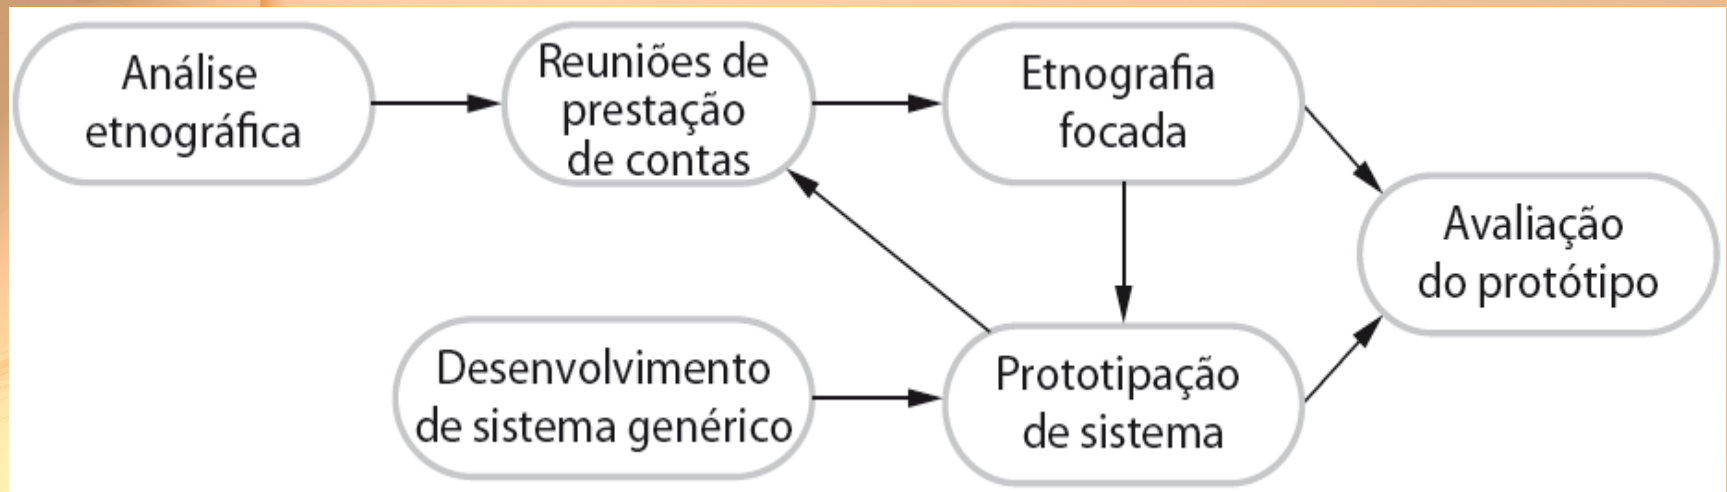 Análise
etnográfica
Reuniões de
prestação
de contas
Etnografia
focada
Avaliação
do protótipo
Desenvolvimento
de sistema genérico
Prototipação
de sistema